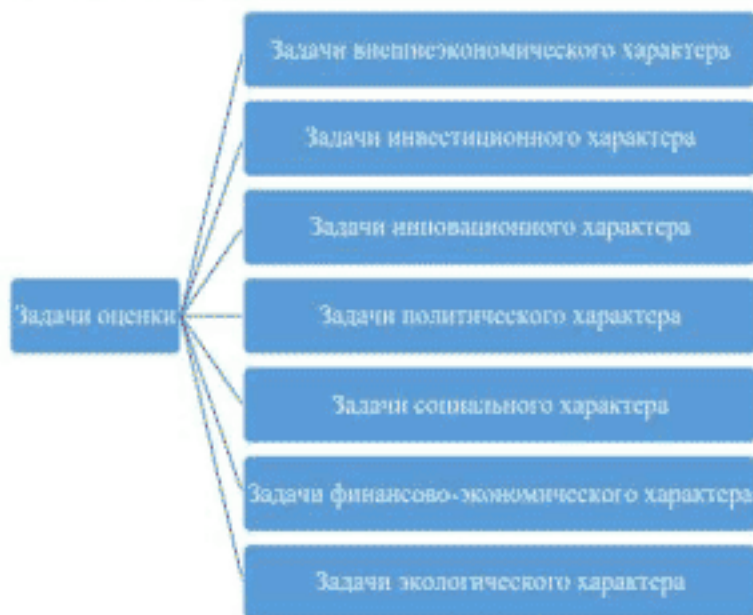 Задачи внешнеэкономического характера
Задачи инвестиционного характера
Задачи инновационного характера
Задачи оценки
Задачи политического характера
Задачи социального характера
Задачи финансово-экономического характера
Задачи экологического характера